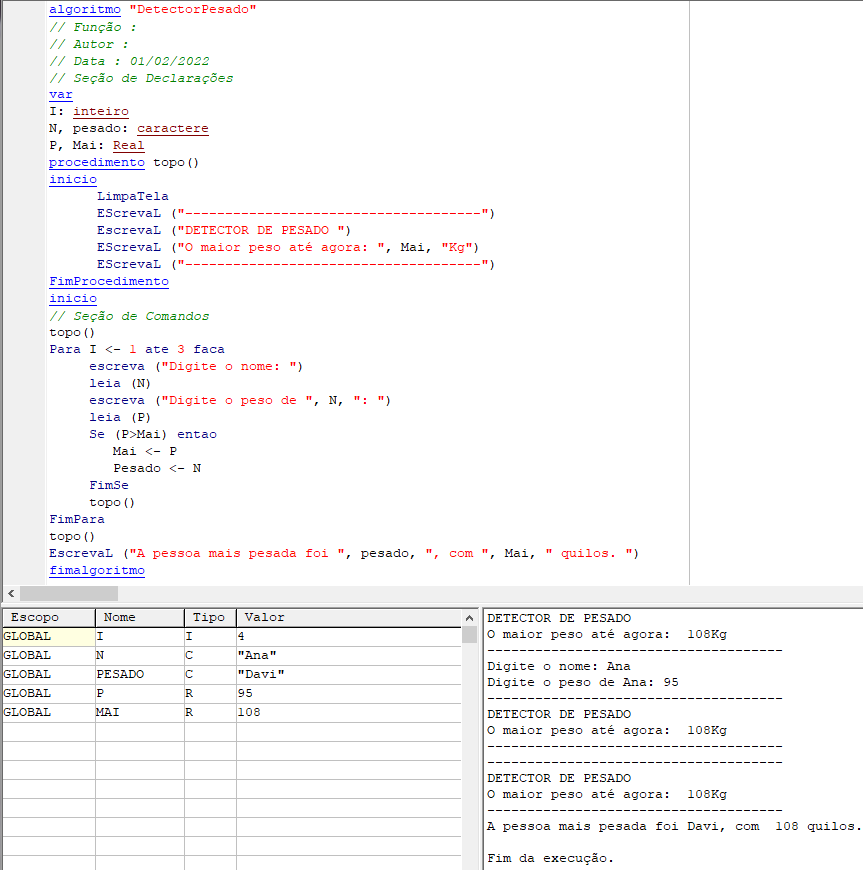 algoritmo "DetectorPesado"
// Função :
// Autor :
// Data : 01/02/2022
// Seção de Declarações
var
I: inteiro
N, pesado: caractere
P, Mai: Real
procedimento topo()
inicio
LimpaTela
EScrevaL ("-------------------------------------")
EscrevaL ("DETECTOR DE PESADO ")
EScrevaL ("O maior peso até agora: ", Mai, "Kg")
EScrevaL ("-------------------------------------")
FimProcedimento
inicio
// Seção de Comandos
topo()
Para I <- 1 ate 3 faca
escreva ("Digite o nome: ")
leia (N)
escreva ("Digite o peso de ", N, ": ")
leia (P)
Se (P>Mai) entao
Mai <- P
Pesado <- N
FimSe
topo()
FimPara
topo()
EscrevaL ("A pessoa mais pesada foi ", pesado, ", com ", Mai, " quilos. ")
fimalgoritmo
Escopo Nome Tipo Valor
GLOBAL I I 4
GLOBAL N C "Ana"
GLOBAL PESADO C "Davi"
GLOBAL P R 95
GLOBAL MAI R 108
DETECTOR DE PESADO
O maior peso até agora:  108Kg
-------------------------------------
Digite o nome: Ana
Digite o peso de Ana: 95
-------------------------------------
DETECTOR DE PESADO
O maior peso até agora:  108Kg
-------------------------------------
-------------------------------------
DETECTOR DE PESADO
O maior peso até agora:  108Kg
-------------------------------------
A pessoa mais pesada foi Davi, com  108 quilos.
Fim da execução.